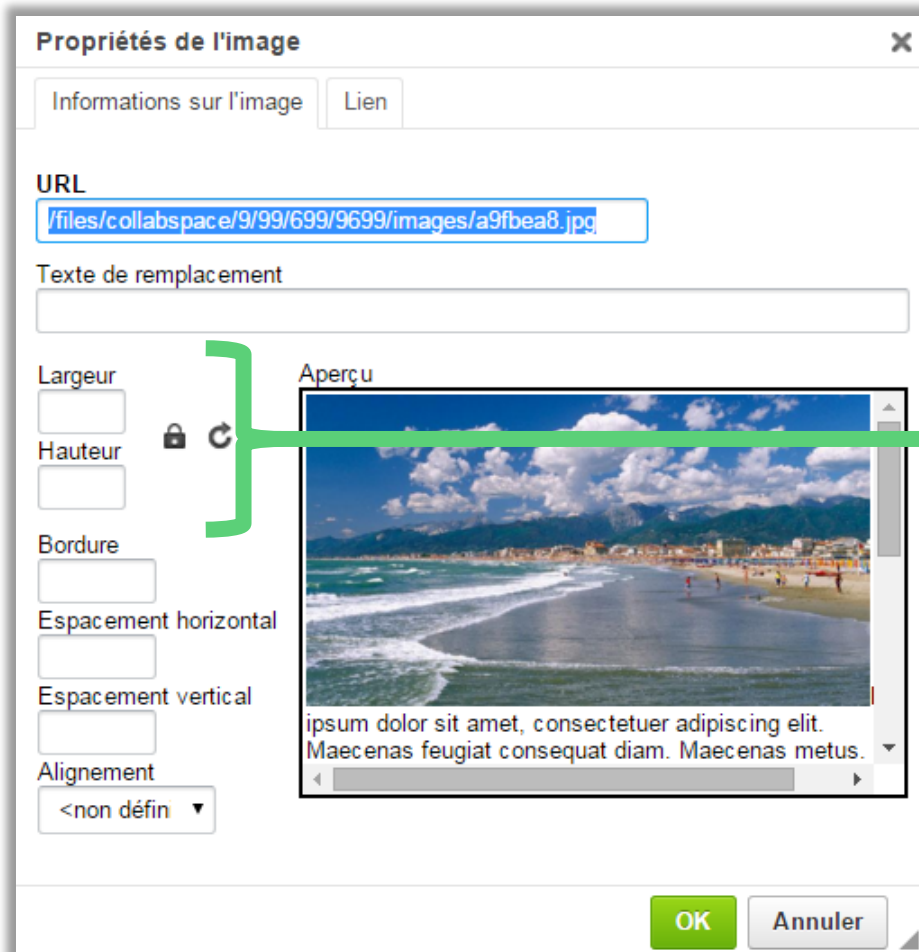 Propriétés de l'image
Informations sur l'image
Lien
URL
/files/collabspace/9/99/699/9699/images/a9fbea8.jpg
Texte de remplacement
Largeur
Aperçu
Hauteur
Bordure
Espacement horizontal
Espacement vertical
ipsum dolor sit amet, consectetuer adipiscing elit.
Maecenas feugiat consequat diam. Maecenas metus.
Alignement
<non défin
OK
Annuler